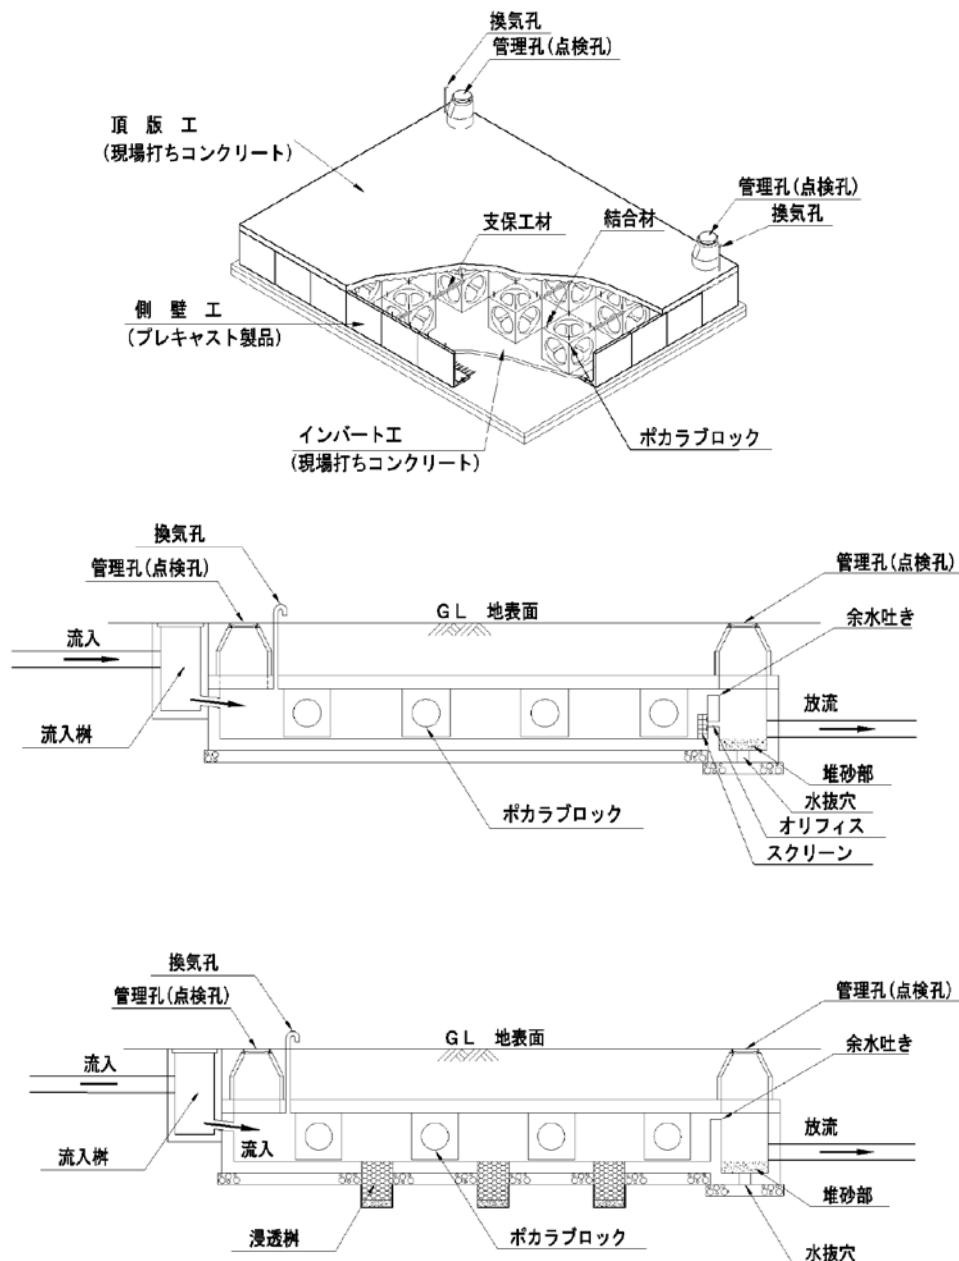 換気孔
管理孔(点検孔)
頂 版 工
(現場打ちコンクリート)
管理孔(点検孔)
換気孔
支保工材
結合材
側 壁 工
(プレキャスト製品)
インバート工
(現場打ちコンクリート)
ポカラブロック
換気孔
管理孔(点検孔)
管理孔(点検孔)
GL 地表面
余水吐き
流入
放流
流入桝
堆砂部
水抜穴
ポカラブロック
オリフィス
スクリーン
換気孔
管理孔(点検孔)
管理孔(点検孔)
GL 地表面
余水吐き
流入
放流
流入
流入桝
堆砂部
浸透桝
ポカラブロック
水抜穴